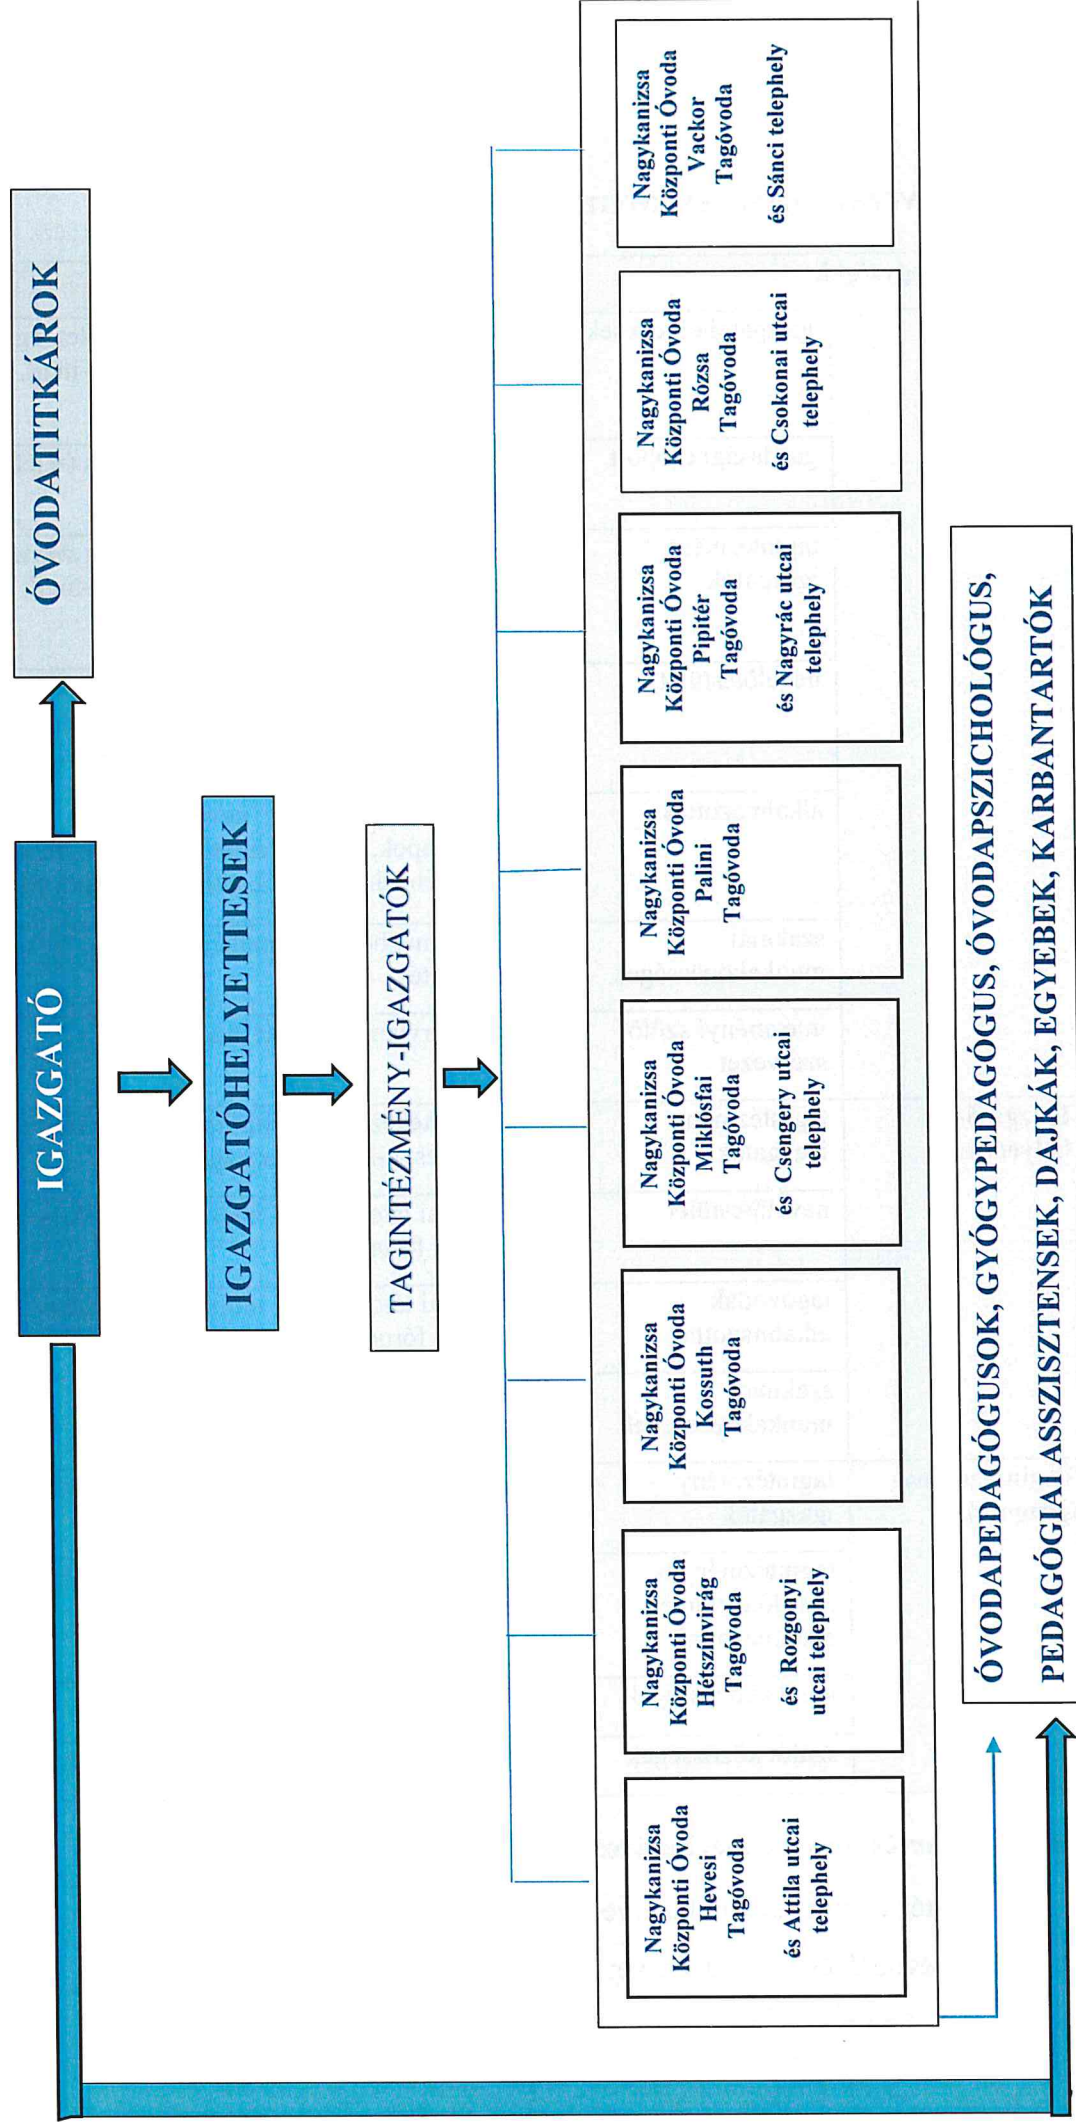 IGAZGATÓ
ÓVODATITKÁROK
IGAZGATÓHELYETTESEK
TAGINTÉZMÉNY-IGAZGATÓK
Nagykanizsa
Központi Óvoda
Hevesi
Tagóvoda
és Attila utcai
telephely
Nagykanizsa
Központi Óvoda
Hétszínvirág
Tagóvoda
és Rozgonyi
utcai telephely
Nagykanizsa
Központi Óvoda
Kossuth
Tagóvoda
Nagykanizsa
Központi Óvoda
Miklósfai
Tagóvoda
és Csengery utcai
telephely
Nagykanizsa
Központi Óvoda
Palini
Tagóvoda
Nagykanizsa
Központi Óvoda
Pipitér
Tagóvoda
és Nagyrác utcai
telephely
Nagykanizsa
Központi Óvoda
Rózsa
Tagóvoda
és Csokonai utcai
telephely
Nagykanizsa
Központi Óvoda
Vackor
Tagóvoda
és Sánci telephely
ÓVODAPEDAGÓGUSOK, GYÓGYPEDAGÓGUS, ÓVODAPSZICHOLÓGUS,
PEDAGÓGIAI ASSZISZTENSEK, DAJKÁK, EGYEBEK, KARBANTARTÓK